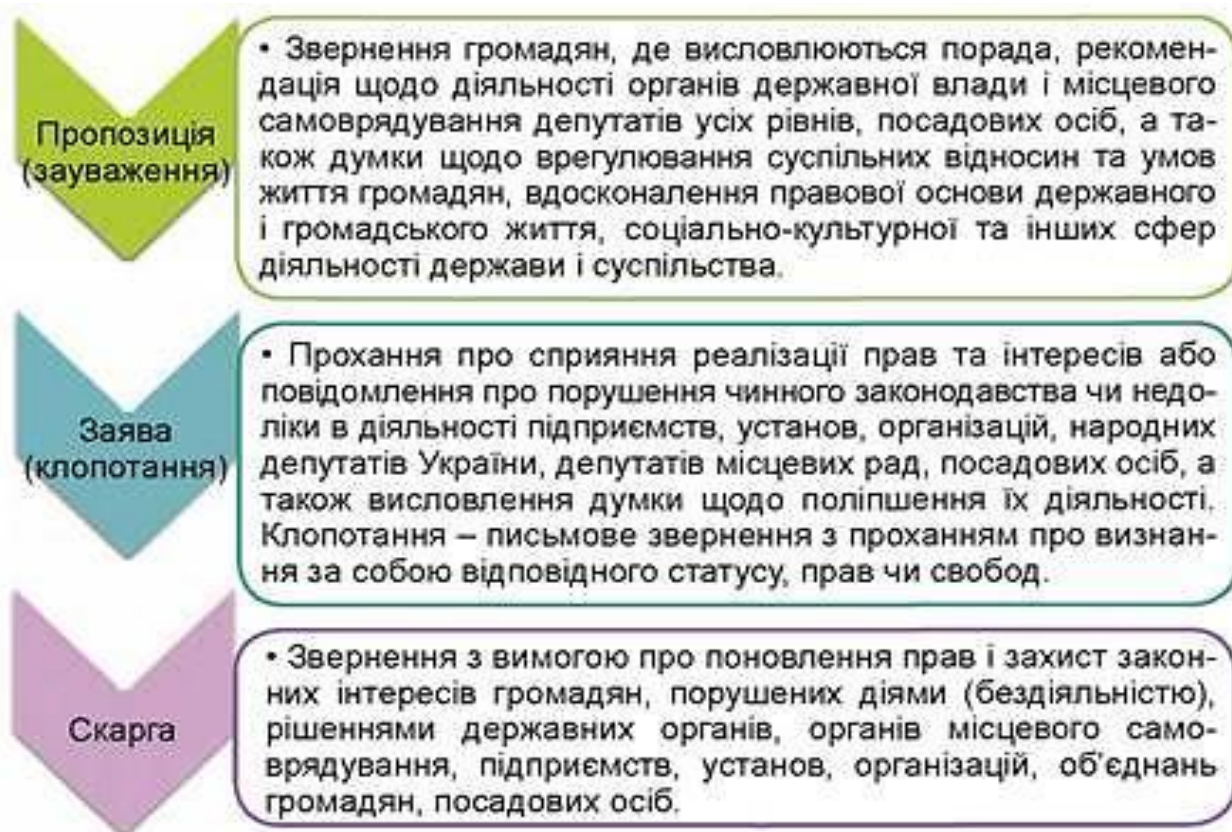 Пропозиція
(зауваження)
• Звернення громадян, де висловлюються порада, рекомен-
дація щодо діяльності органів державної влади і місцевого
самоврядування депутатів усіх рівнів, посадових осіб, а та-
кож думки щодо врегулювання суспільних відносин та умов
життя громадян, вдосконалення правової основи державного
і громадського життя, соціально-культурної та інших сфер
діяльності держави і суспільства.
Заява
(клопотання)
• Прохання про сприяння реалізації прав та інтересів або
повідомлення про порушення чинного законодавства чи недо-
ліки в діяльності підприємств, установ, організацій, народних
депутатів України, депутатів місцевих рад, посадових осіб, а
також висловлення думки щодо поліпшення їх діяльності.
Клопотання – письмове звернення з проханням про визнан-
ня за собою відповідного статусу, прав чи свобод.
Скарга
• Звернення з вимогою про поновлення прав і захист закон-
них інтересів громадян, порушених діями (бездіяльністю),
рішеннями державних органів, органів місцевого само-
врядування, підприємств, установ, організацій, об'єднань
громадян, посадових осіб.